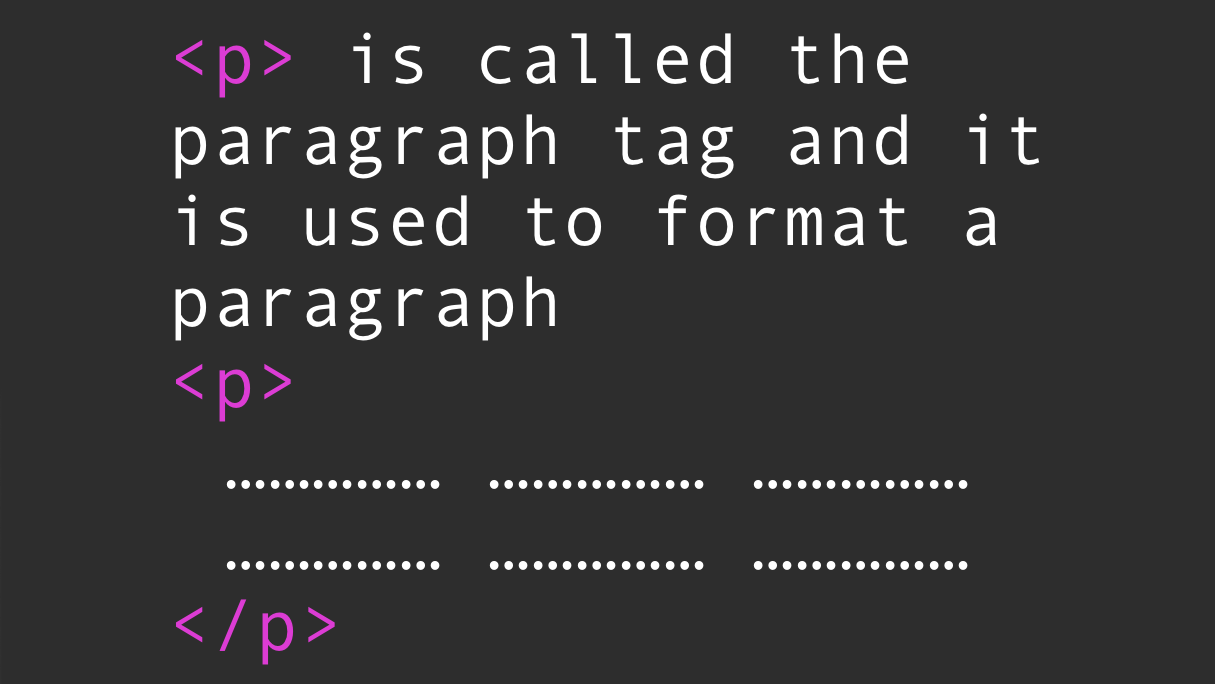 <p> is called the
paragraph tag and it
is used to format a
paragraph
<p>
…………… …………… ……………
…………… …………… ……………
</p>